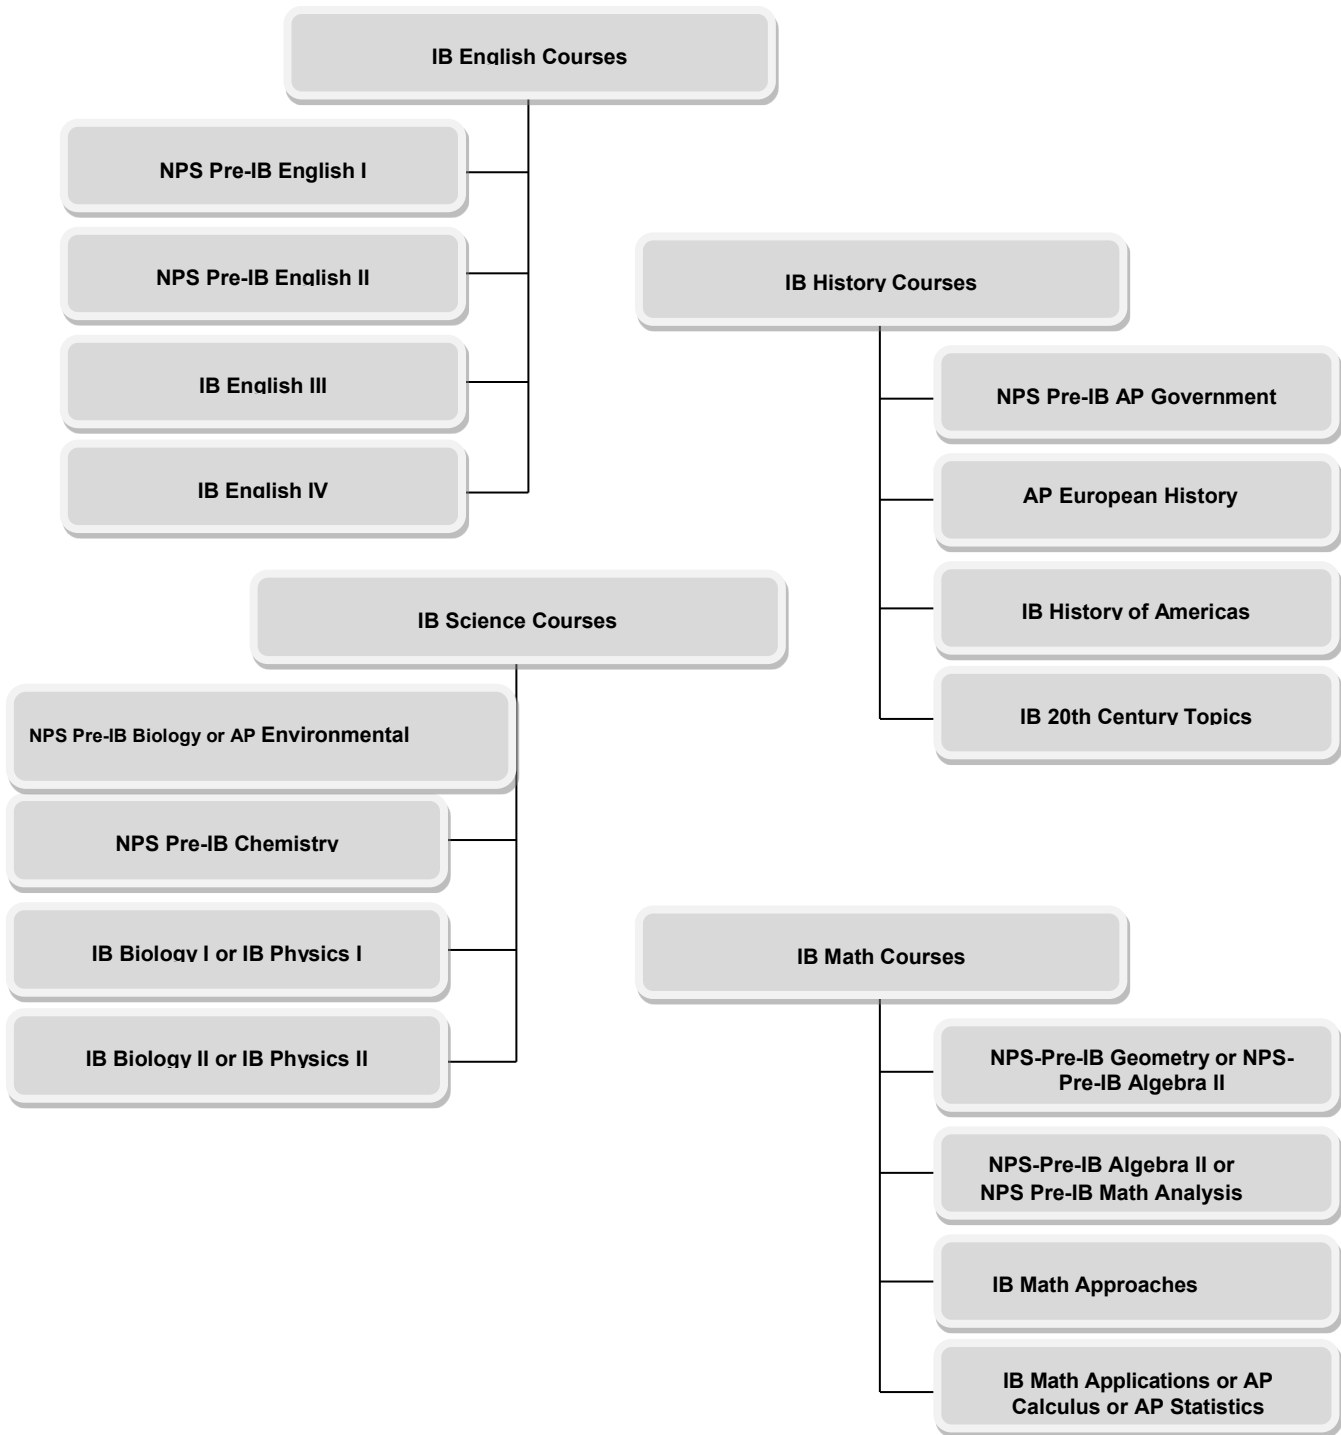 IB English Courses
NPS Pre-IB English I
NPS Pre-IB English II
IB English III
IB English IV
IB History Courses
NPS Pre-IB AP Government
AP European History
IB History of Americas
IB 20th Century Topics
IB Science Courses
NPS Pre-IB Biology or AP Environmental
NPS Pre-IB Chemistry
IB Biology I or IB Physics I
IB Biology II or IB Physics II
IB Math Courses
NPS-Pre-IB Geometry or NPS-
Pre-IB Algebra II
NPS-Pre-IB Algebra II or
NPS Pre-IB Math Analysis
IB Math Approaches
IB Math Applications or AP
Calculus or AP Statistics